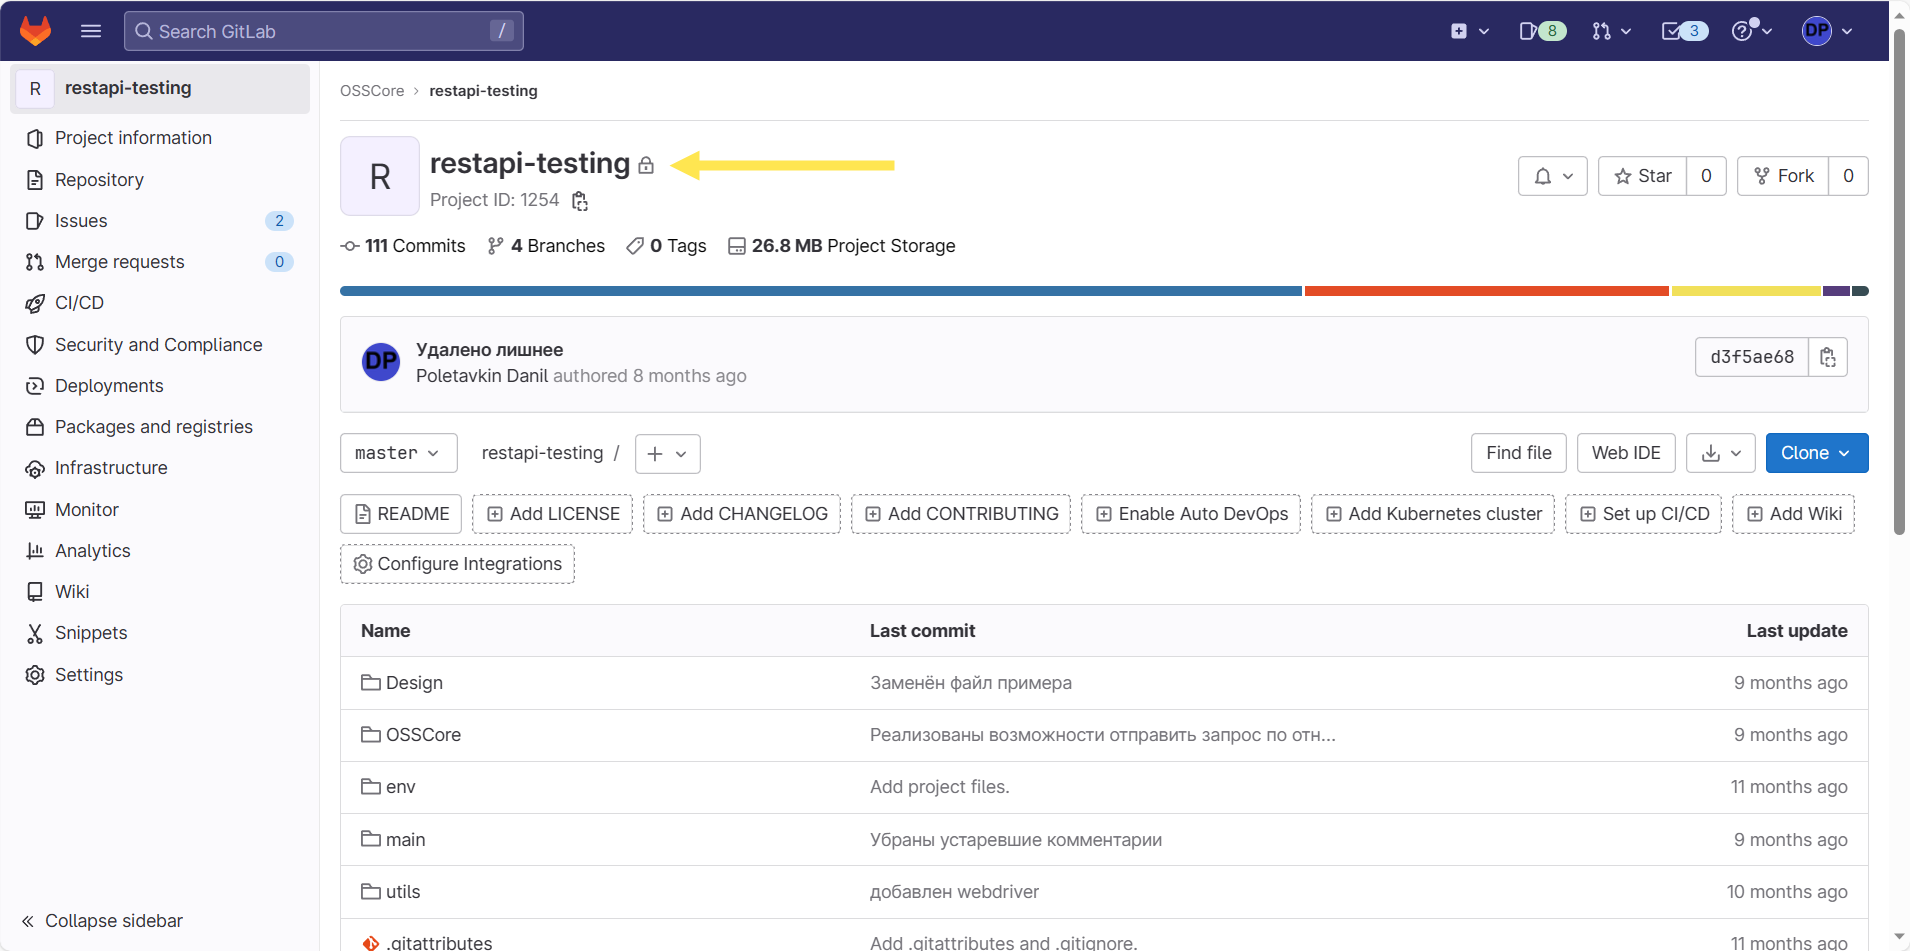 Search GitLab /
8
3
DP
R restapi-testing
Project information
Repository
Issues 2
Merge requests 0
CI/CD
Security and Compliance
Deployments
Packages and registries
Infrastructure
Monitor
Analytics
Wiki
Snippets
Settings
Collapse sidebar
OSSCore › restapi-testing
R
restapi-testing
Project ID: 1254
Star 0
Fork 0
111 Commits 4 Branches 0 Tags 26.8 MB Project Storage
DP
Удалено лишнее
Poletavkin Danil authored 8 months ago
d3f5ae68
master restapi-testing / +
Find file Web IDE Clone
README Add LICENSE Add CHANGELOG Add CONTRIBUTING Enable Auto DevOps Add Kubernetes cluster Set up CI/CD Add Wiki
Configure Integrations
Name Last commit Last update
Design Заменён файл примера 9 months ago
OSSCore Реализованы возможности отправить запрос по отн... 9 months ago
env Add project files. 11 months ago
main Убраны устаревшие комментарии 9 months ago
utils добавлен webdriver 10 months ago
.gitattributes Add .gitattributes and .gitignore. 11 months ago